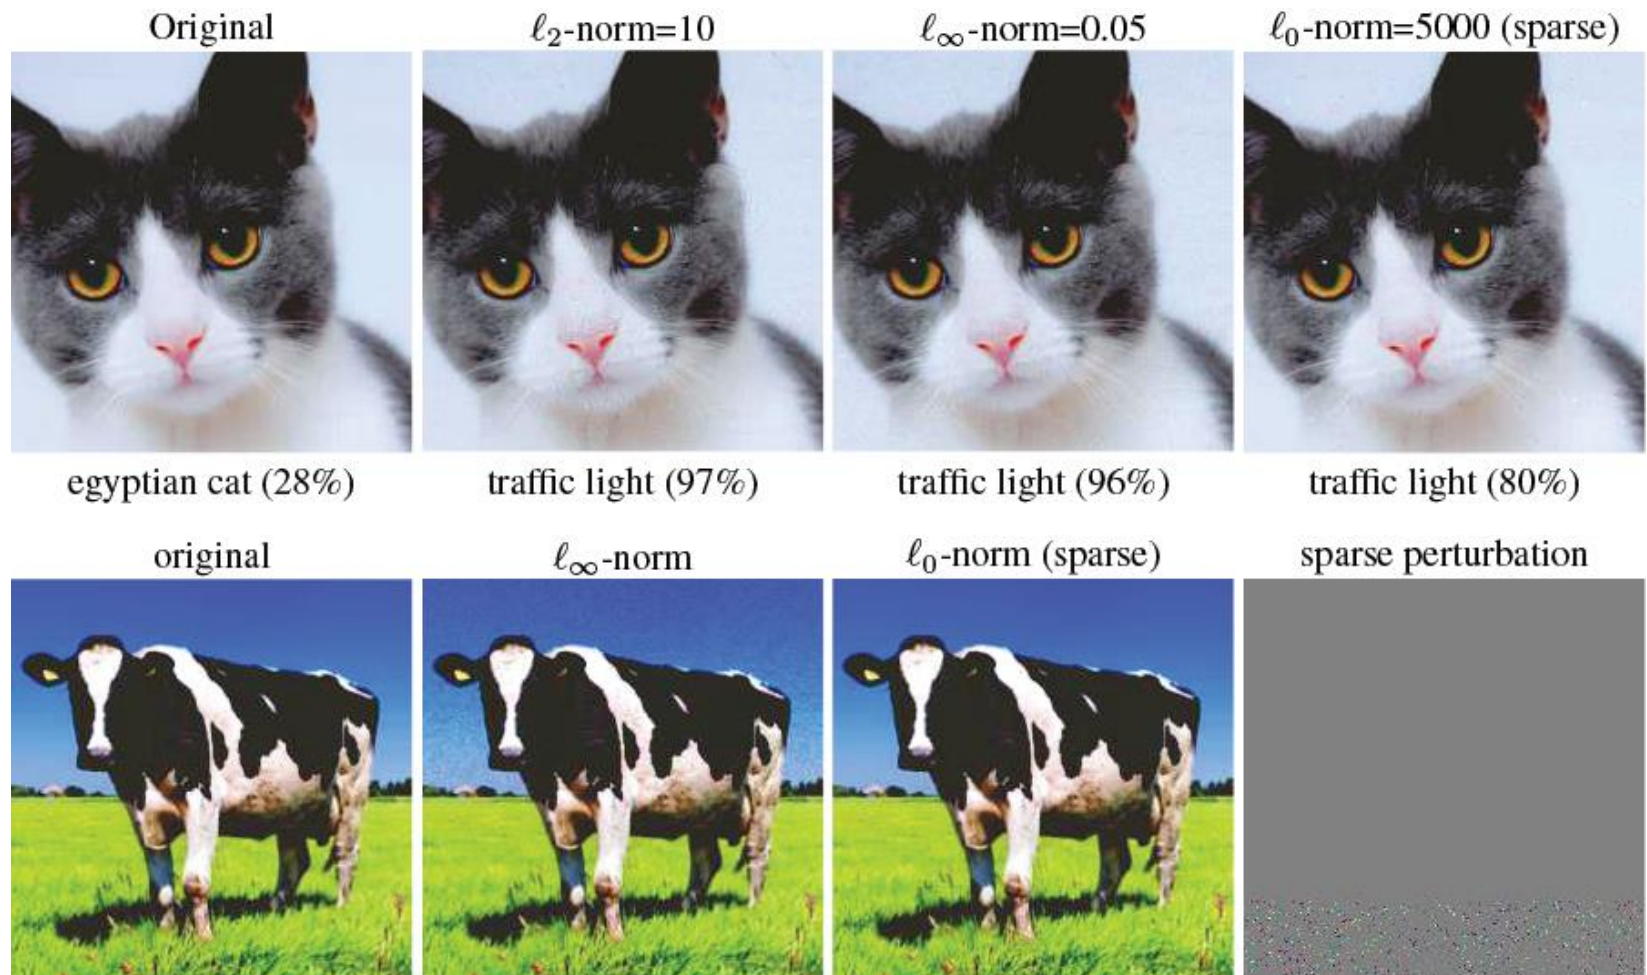 Original ℓ₂-norm=10 ℓ∞-norm=0.05 ℓ₀-norm=5000 (sparse)
egyptian cat (28%) traffic light (97%) traffic light (96%) traffic light (80%)
original ℓ∞-norm ℓ₀-norm (sparse) sparse perturbation